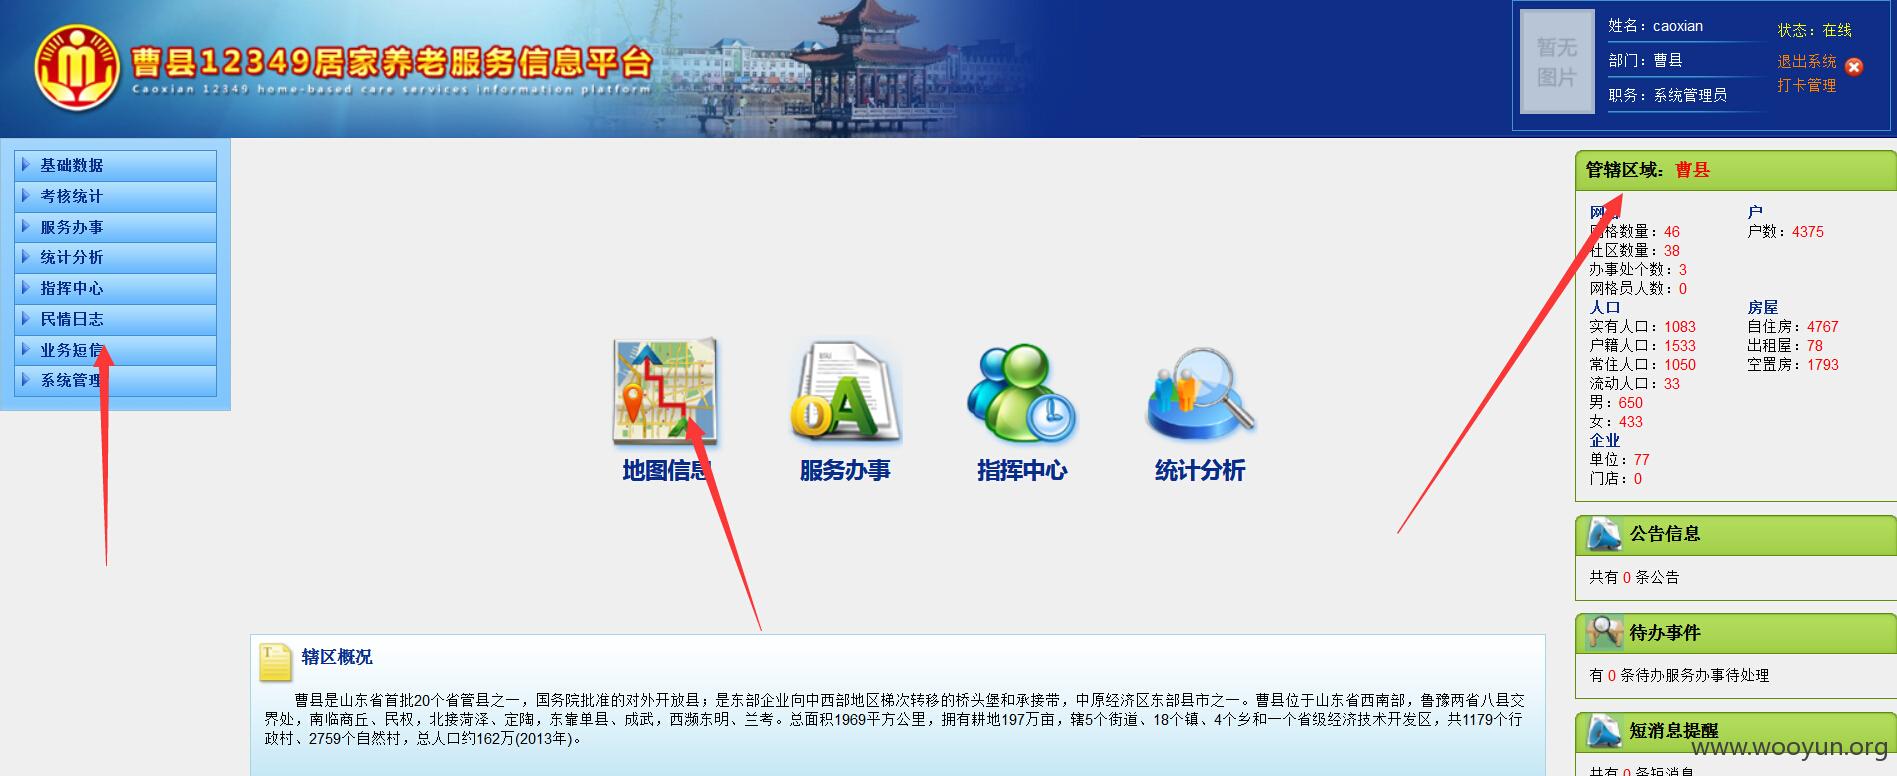 曹县12349居家养老服务信息平台
Caoxian 12349 home-based care services information platform
暂无
图片
姓名：caoxian
部门：曹县
职务：系统管理员
状态：在线
退出系统
打卡管理
基础数据
考核统计
服务办事
统计分析
指挥中心
民情日志
业务短信
系统管理
地图信息
服务办事
指挥中心
统计分析
辖区概况
曹县是山东省首批20个省管县之一，国务院批准的对外开放县；是东部企业向中西部地区梯次转移的桥头堡和承接带，中原经济区东部县市之一。曹县位于山东省西南部，鲁豫两省八县交
界处，南临商丘、民权，北接菏泽、定陶，东靠单县、成武，西濒东明、兰考。总面积1969平方公里，拥有耕地197万亩，辖5个街道、18个镇、4个乡和一个省级经济技术开发区，共1179个行
政村、2759个自然村，总人口约162万(2013年)。
管辖区域：曹县
网格 户
网格数量：46 户数：4375
社区数量：38
办事处个数：3
网格员人数：0
人口 房屋
实有人口：1083 自住房：4767
户籍人口：1533 出租屋：78
常住人口：1050 空置房：1793
流动人口：33
男：650
女：433
企业
单位：77
门店：0
公告信息
共有 0 条公告
待办事件
有 0 条待办服务办事待处理
短消息提醒
www.wooyun.org
共有 0 条短消息